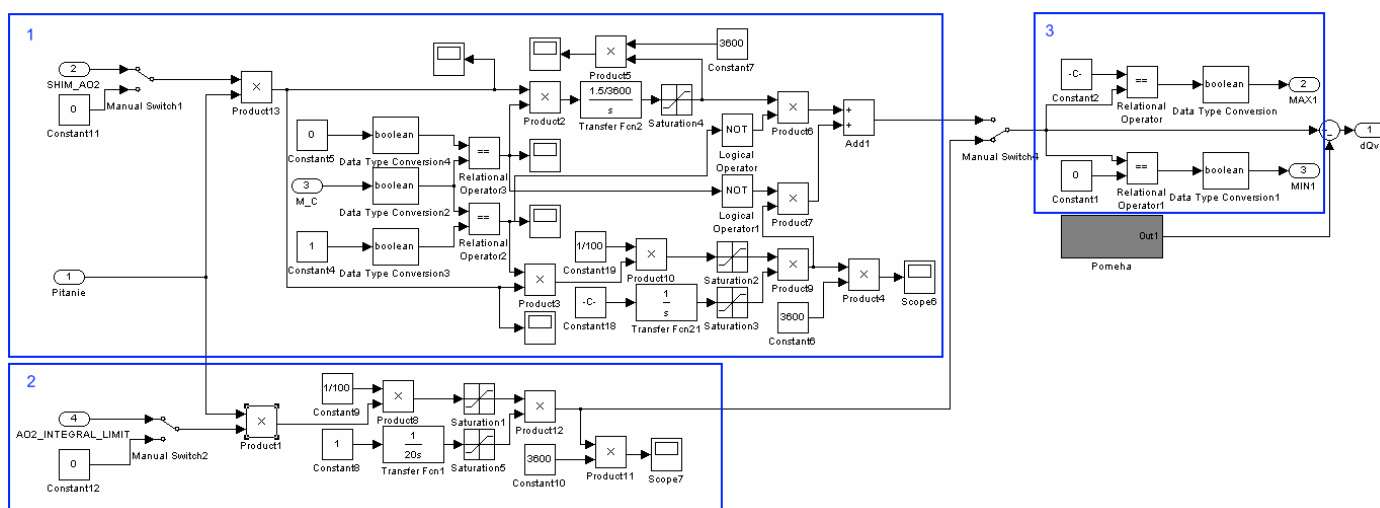 1
2
SHIM_AO2
0
Constant11
Manual Switch1
×
Product13
3600
Constant7
×
Product5
×
Product2
1.5/3600
s
Transfer Fcn2
Saturation4
×
Product6
+
+
Add1
0
Constant5
boolean
Data Type Conversion4
==
Relational
Operator3
3
M_C
boolean
Data Type Conversion2
==
Relational
Operator2
1
Constant4
boolean
Data Type Conversion3
NOT
Logical
Operator
NOT
Logical
Operator1
×
Product7
1
Pitanie
×
Product3
1/100
Constant19
×
Product10
Saturation2
-C-
Constant18
1
s
Transfer Fcn21
Saturation3
×
Product9
3600
Constant6
×
Product4
Scope6
Manual Switch4
3
-C-
Constant2
==
Relational
Operator
boolean
Data Type Conversion
2
MAX1
0
Constant1
==
Relational
Operator1
boolean
Data Type Conversion1
3
MIN1
1
dQv
Out1
Pomeha
2
4
AO2_INTEGRAL_LIMIT
0
Constant12
Manual Switch2
×
Product1
1/100
Constant9
×
Product8
Saturation1
1
Constant8
1
20s
Transfer Fcn1
Saturation5
×
Product12
3600
Constant10
×
Product11
Scope7